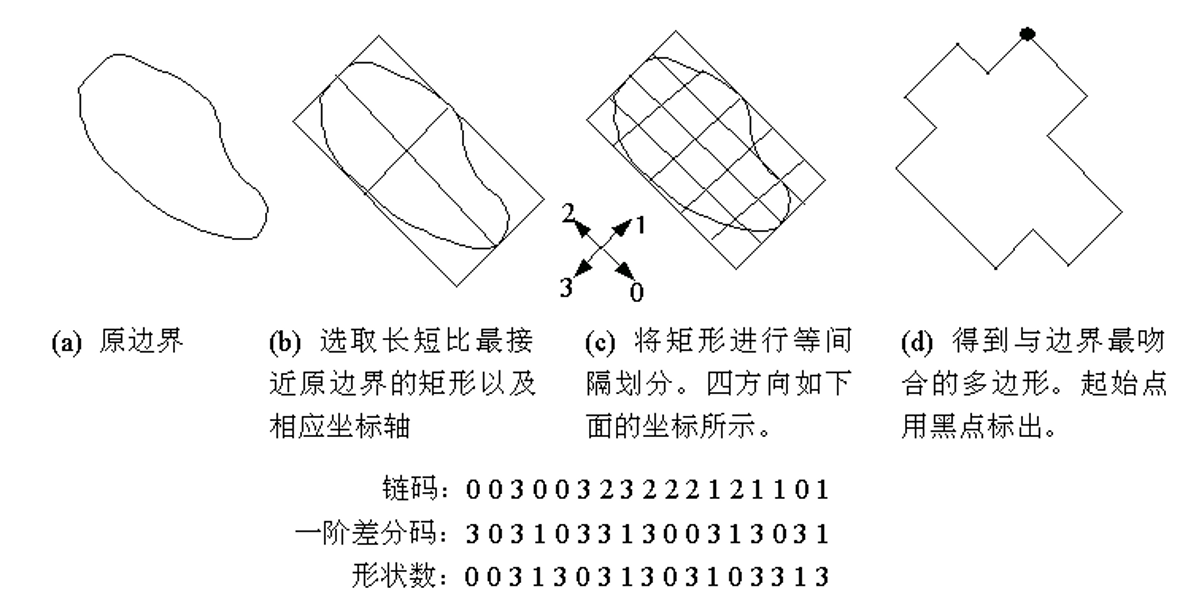 2
1
3
0
(a) 原边界
(b) 选取长短比最接
近原边界的矩形以及
相应坐标轴
(c) 将矩形进行等间
隔划分。四方向如下
面的坐标所示。
(d) 得到与边界最吻
合的多边形。起始点
用黑点标出。
链码：0 0 3 0 0 3 2 3 2 2 2 1 2 1 1 0 1
一阶差分码：3 0 3 1 0 3 3 1 3 0 0 3 1 3 0 3 1
形状数：0 0 3 1 3 0 3 1 3 0 3 1 0 3 3 1 3